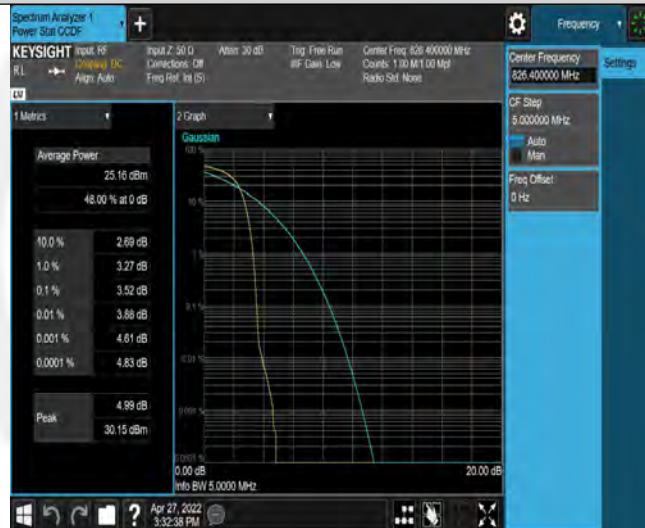 Spectrum Analyzer 1
Power Stat CCDF
Frequency
KEYSIGHT
RL
Input: RF
Coupling: DC
Align: Auto
Input Z: 50 Ω
Corrections: Off
Freq Ref: Int (S)
Atten: 30 dB
Trig: Free Run
#IF Gain: Low
Center Freq: 826.400000 MHz
Counts: 1.00 M/1.00 Mpt
Radio Std: None
Center Frequency
826.400000 MHz
Settings
CF Step
5.000000 MHz
Auto
Man
Freq Offset
0 Hz
1 Metrics
Average Power
25.16 dBm
48.00 % at 0 dB
10.0 % 2.69 dB
1.0 % 3.27 dB
0.1 % 3.52 dB
0.01 % 3.88 dB
0.001 % 4.61 dB
0.0001 % 4.83 dB
Peak
4.99 dB
30.15 dBm
2 Graph
Gaussian
100 %
10 %
1 %
0.1 %
0.01 %
0.001 %
0.0001 %
0.00 dB
20.00 dB
Info BW 5.0000 MHz
Apr 27, 2022
3:32:38 PM